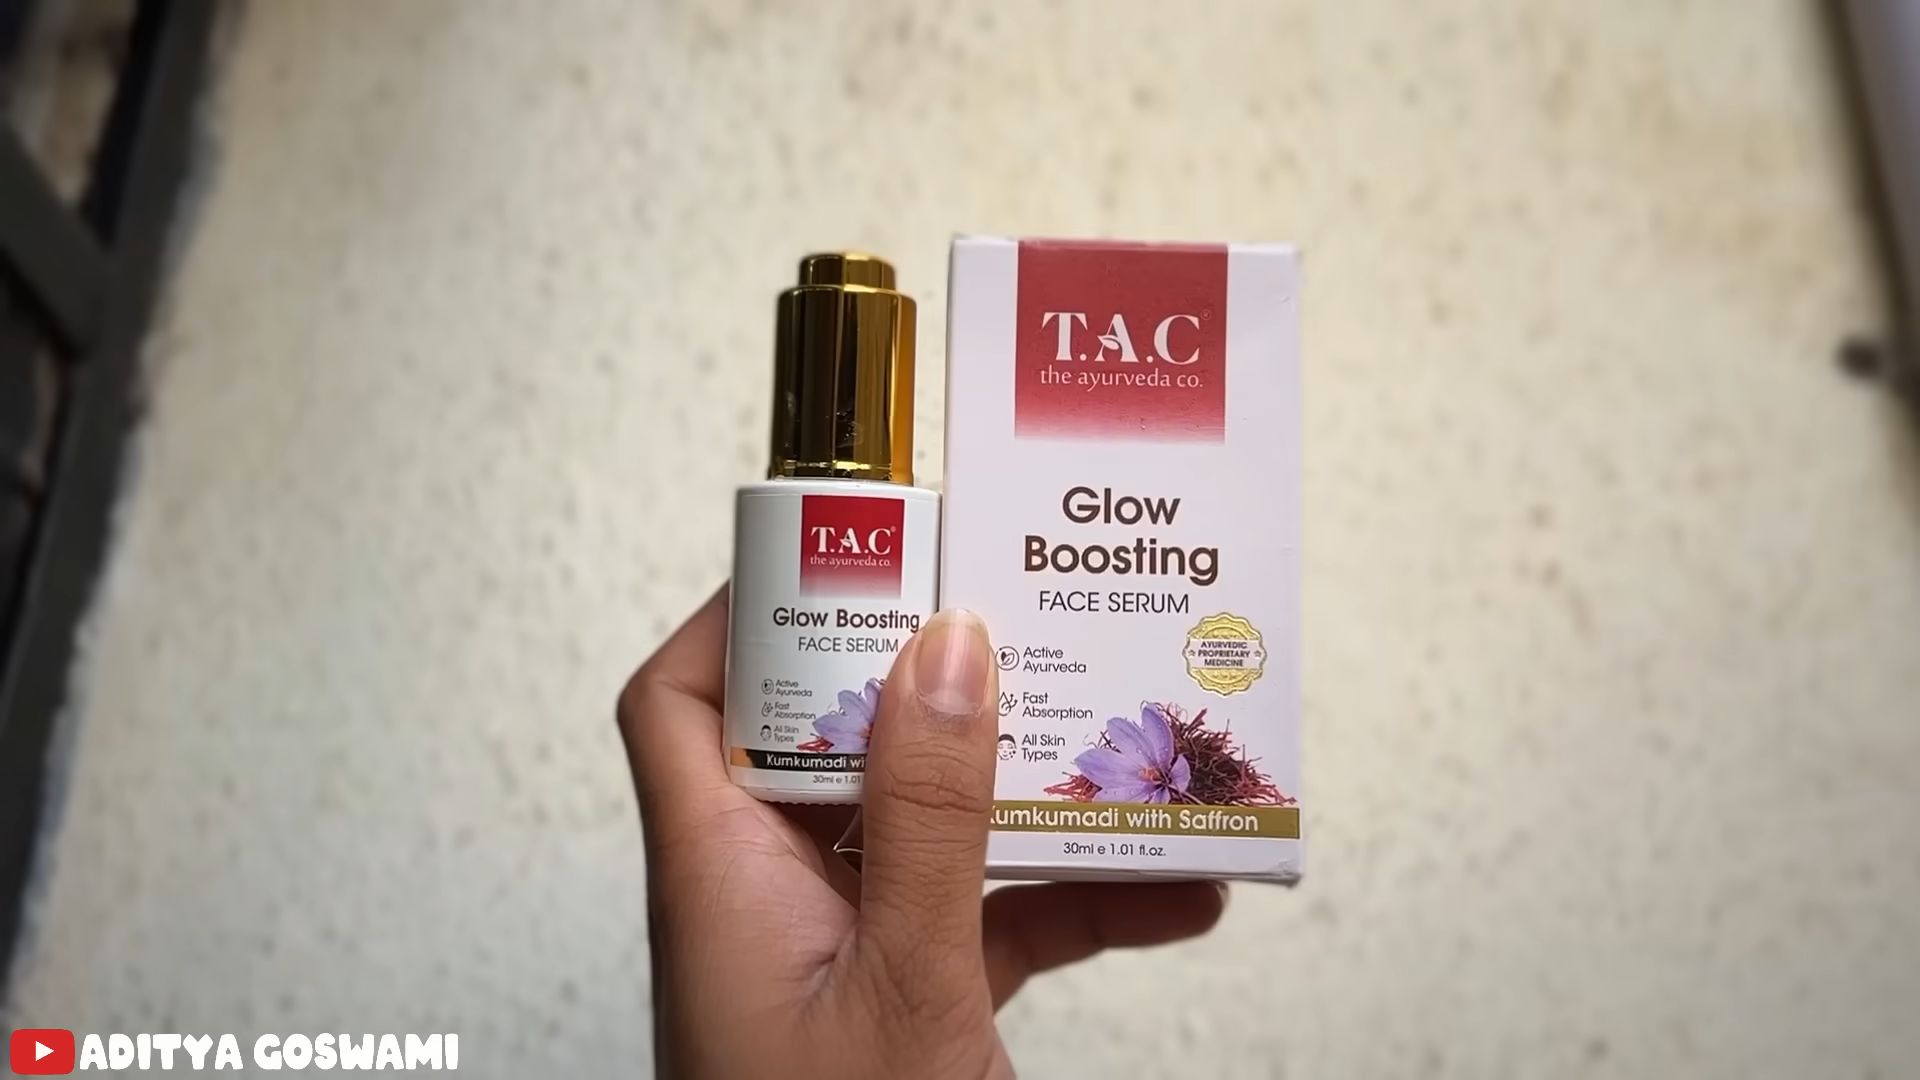 T.A.C®
the ayurveda co.
Glow Boosting
FACE SERUM
Active
Ayurveda
Fast
Absorption
All Skin
Types
Kumkumadi
30ml e 1.01
T.A.C®
the ayurveda co.
Glow
Boosting
FACE SERUM
AYURVEDIC
PROPRIETARY
MEDICINE
Active
Ayurveda
Fast
Absorption
All Skin
Types
Kumkumadi with Saffron
30ml e 1.01 fl.oz.
ADITYA GOSWAMI